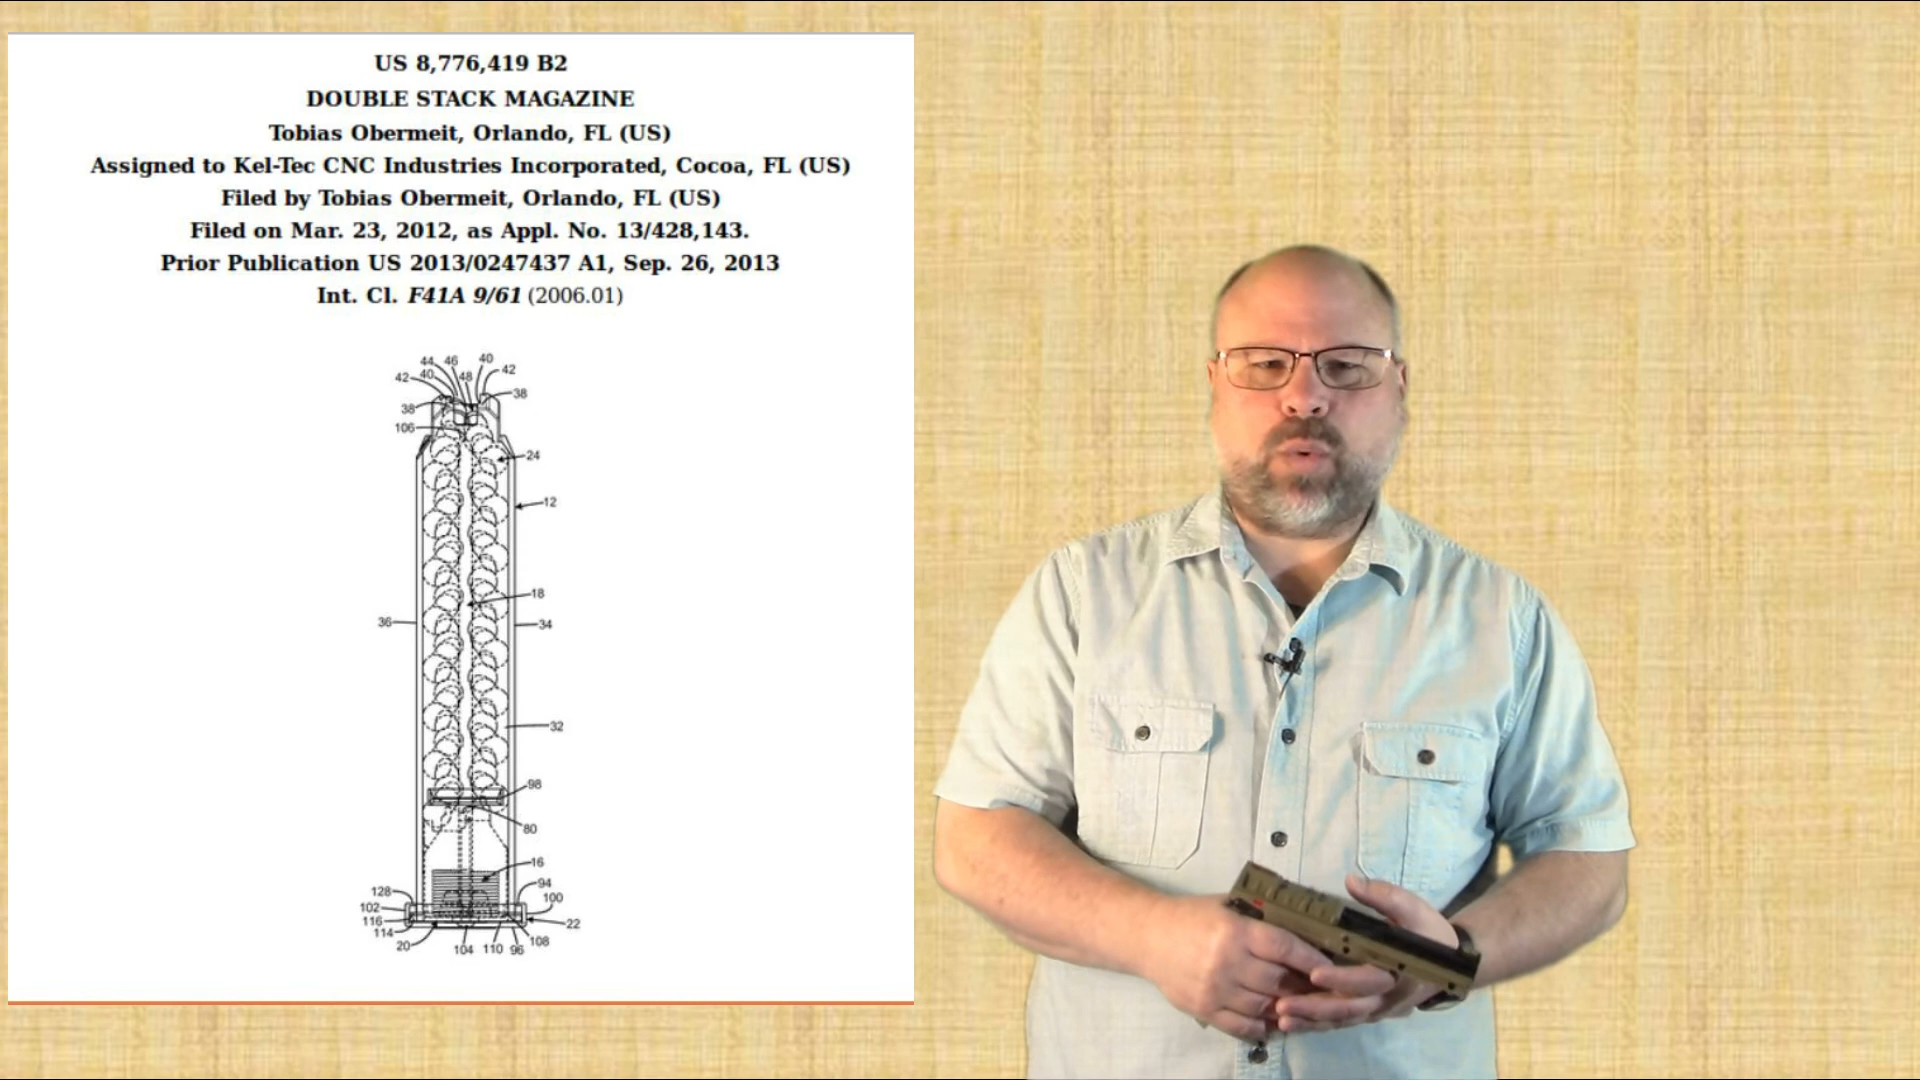 US 8,776,419 B2
DOUBLE STACK MAGAZINE
Tobias Obermeit, Orlando, FL (US)
Assigned to Kel-Tec CNC Industries Incorporated, Cocoa, FL (US)
Filed by Tobias Obermeit, Orlando, FL (US)
Filed on Mar. 23, 2012, as Appl. No. 13/428,143.
Prior Publication US 2013/0247437 A1, Sep. 26, 2013
Int. Cl. F41A 9/61 (2006.01)
44 46 40
42 40 48 42
38 38
106
24
12
18
36 34
32
98
80
16
128 94
102 100
116 22
114
20 104 110 96 108